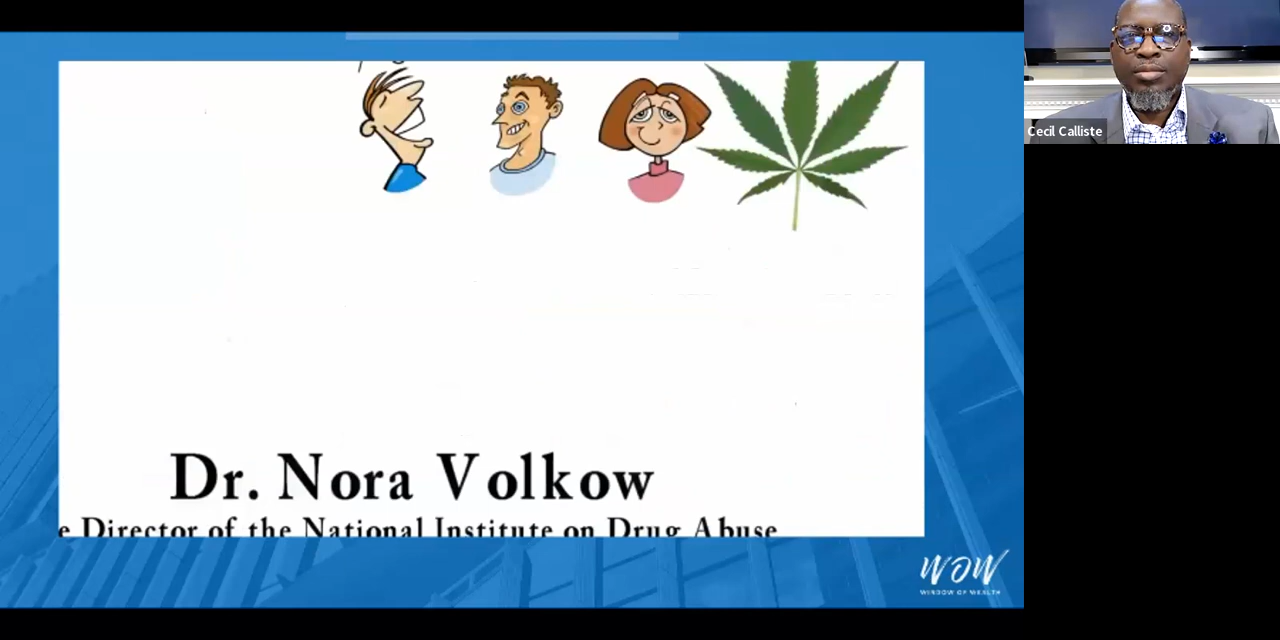 Cecil Calliste
Dr. Nora Volkow
e Director of the National Institute on Drug Abuse
WOW
WINDOW OF WEALTH